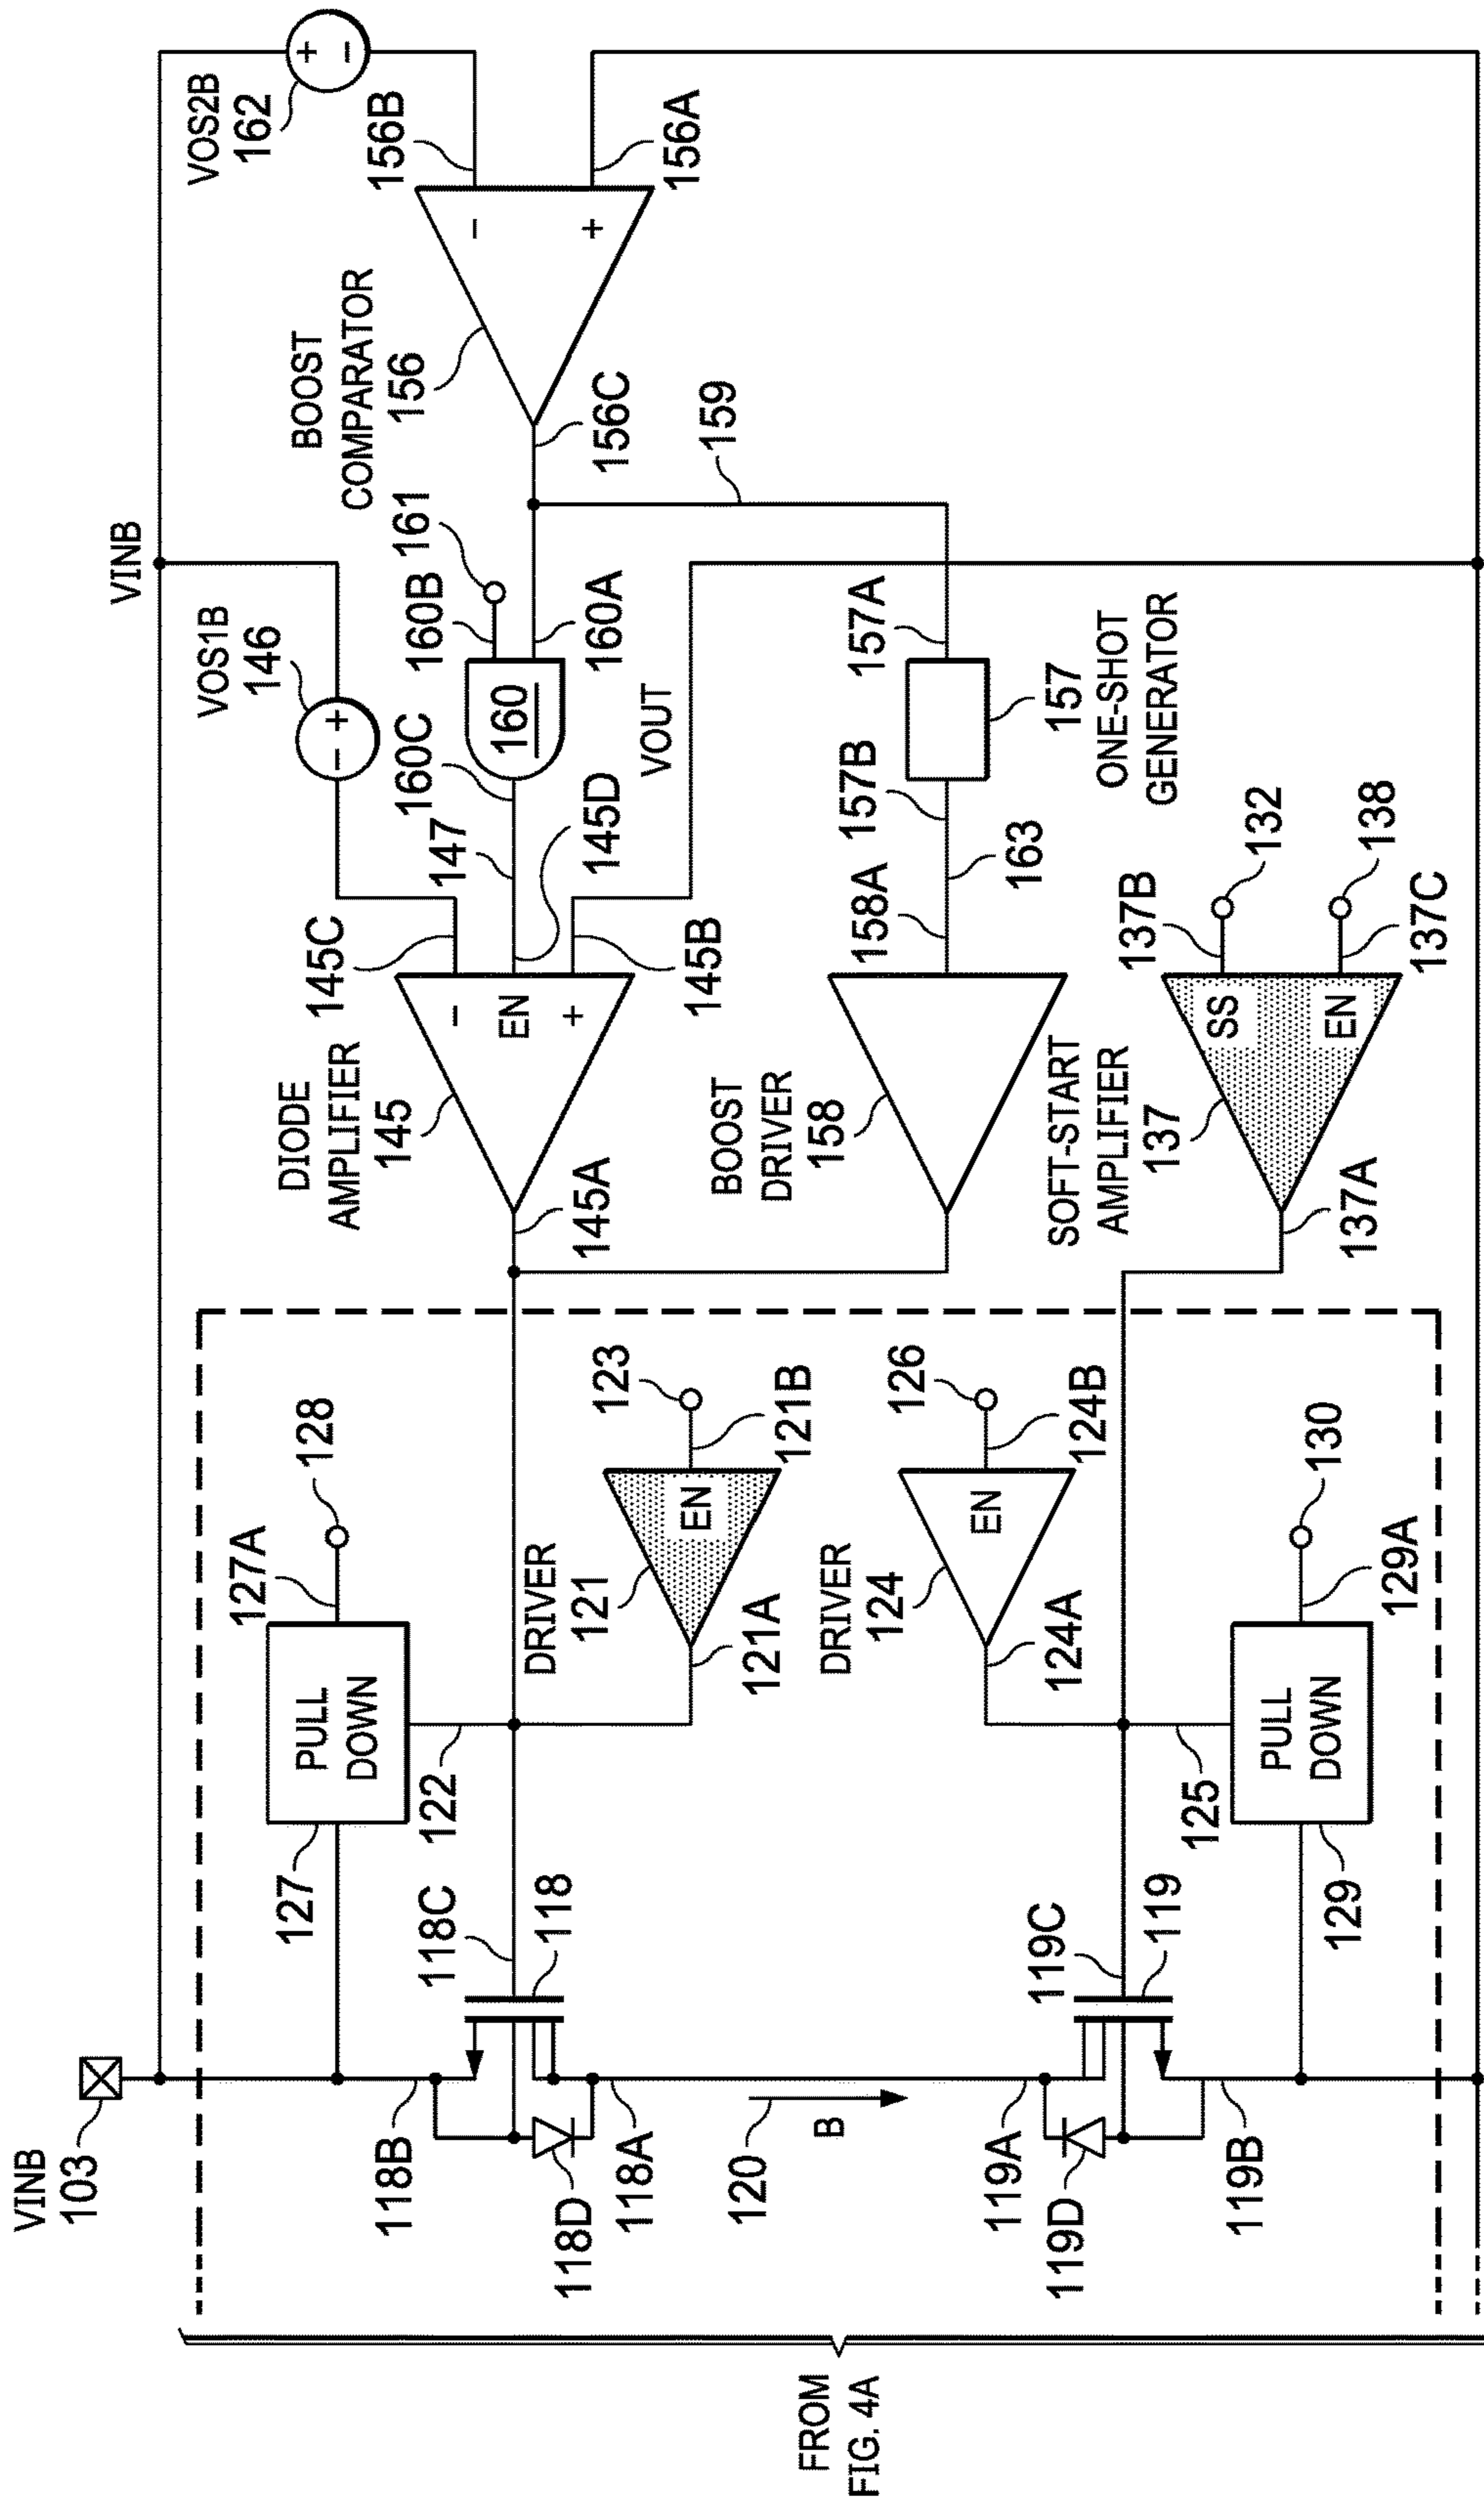 FROM
FIG. 4A
VINB
103
118B
118D
118A
120
B
119A
119D
119B
127
PULL
DOWN
127A
128
122
118C
118
DRIVER
121
121A
EN
121B
123
DRIVER
124
124A
EN
124B
126
119C
119
125
129
PULL
DOWN
129A
130
DIODE
AMPLIFIER
145
145A
145C
-
EN
+
145B
145D
147
160C
160
160B
161
160A
VOS1B
146
-
+
VINB
VOUT
BOOST
DRIVER
158
158A
163
157B
157
157A
ONE-SHOT
GENERATOR
159
SOFT-START
AMPLIFIER
137
137A
SS
EN
137B
132
137C
138
BOOST
COMPARATOR
156
156C
-
+
156B
156A
VOS2B
162
+
-